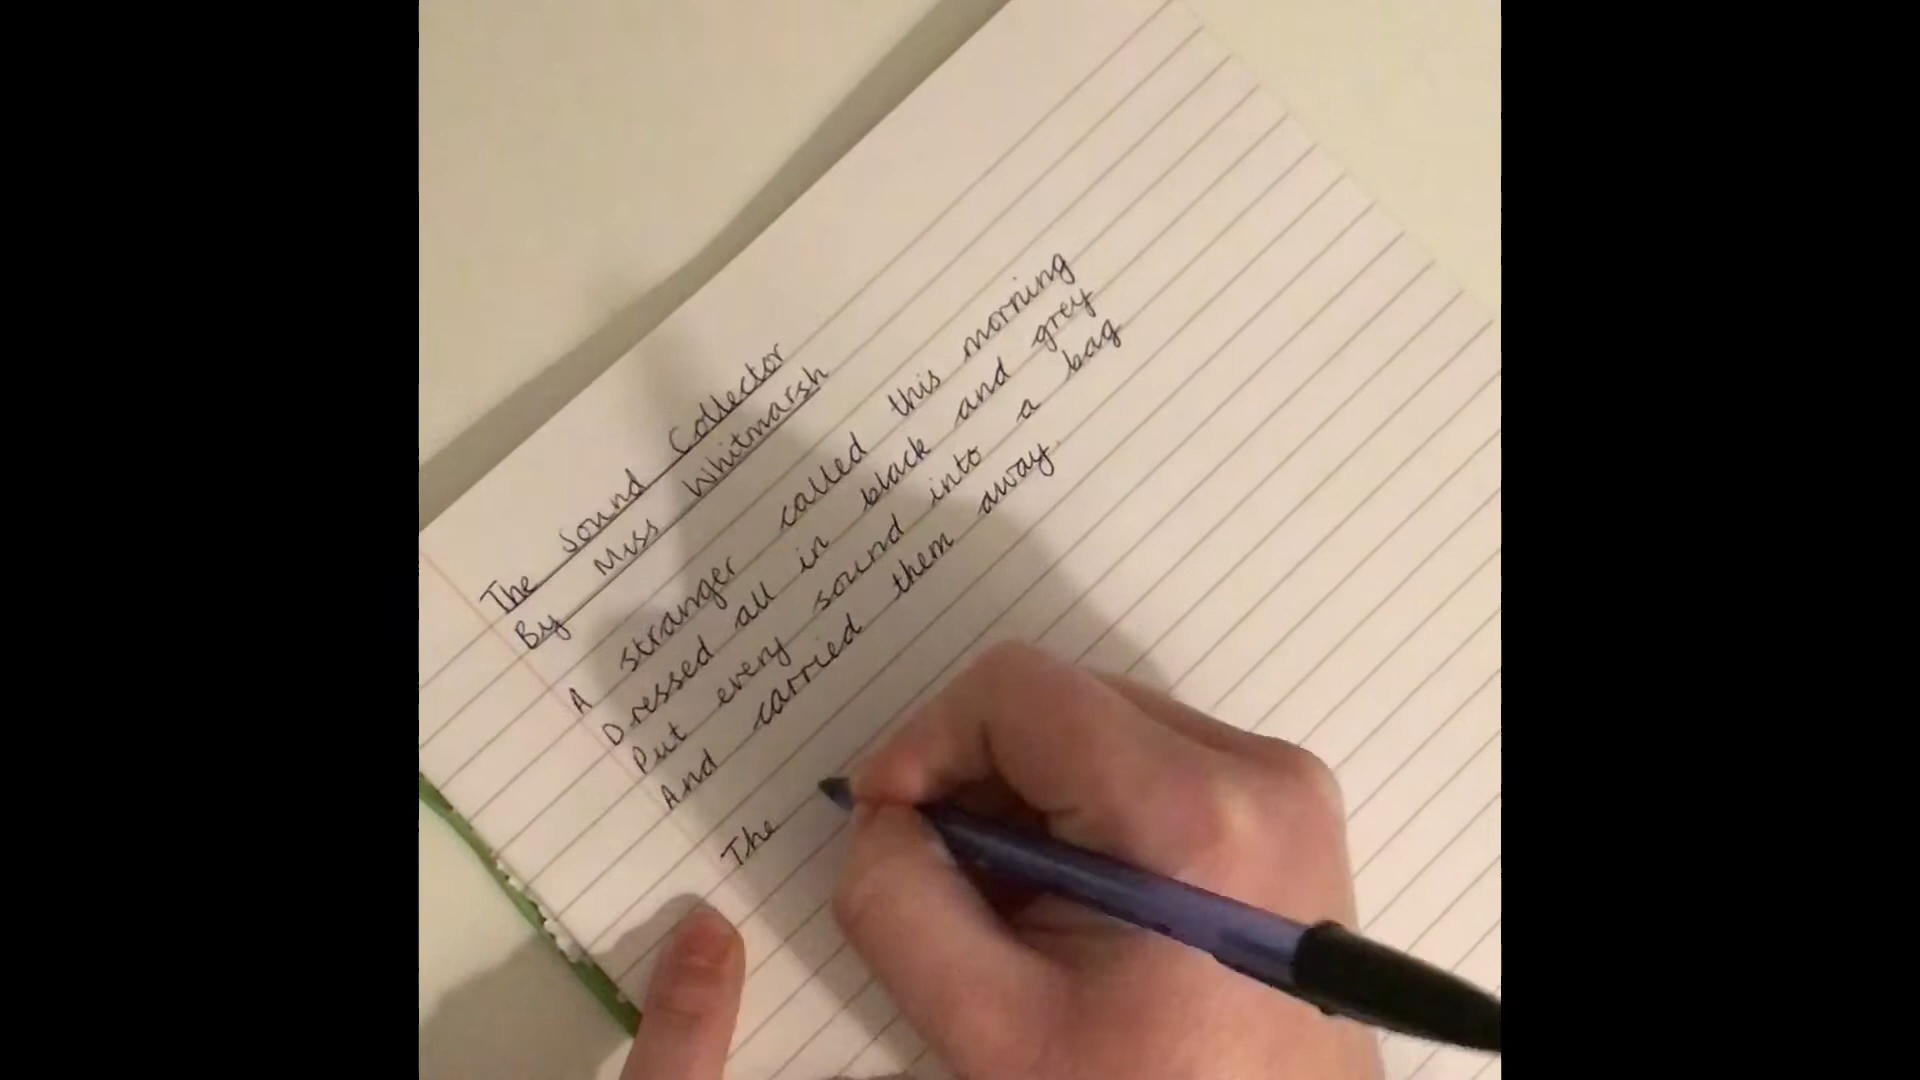 The Sound Collector
By Miss Whitmarsh
A stranger called this morning
Dressed all in black and grey
Put every sound into a bag
And carried them away.
The